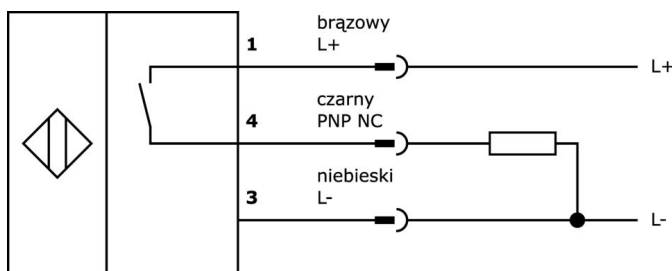 brązowy
1 L+ L+
czarny
4 PNP NC
niebieski
3 L- L-